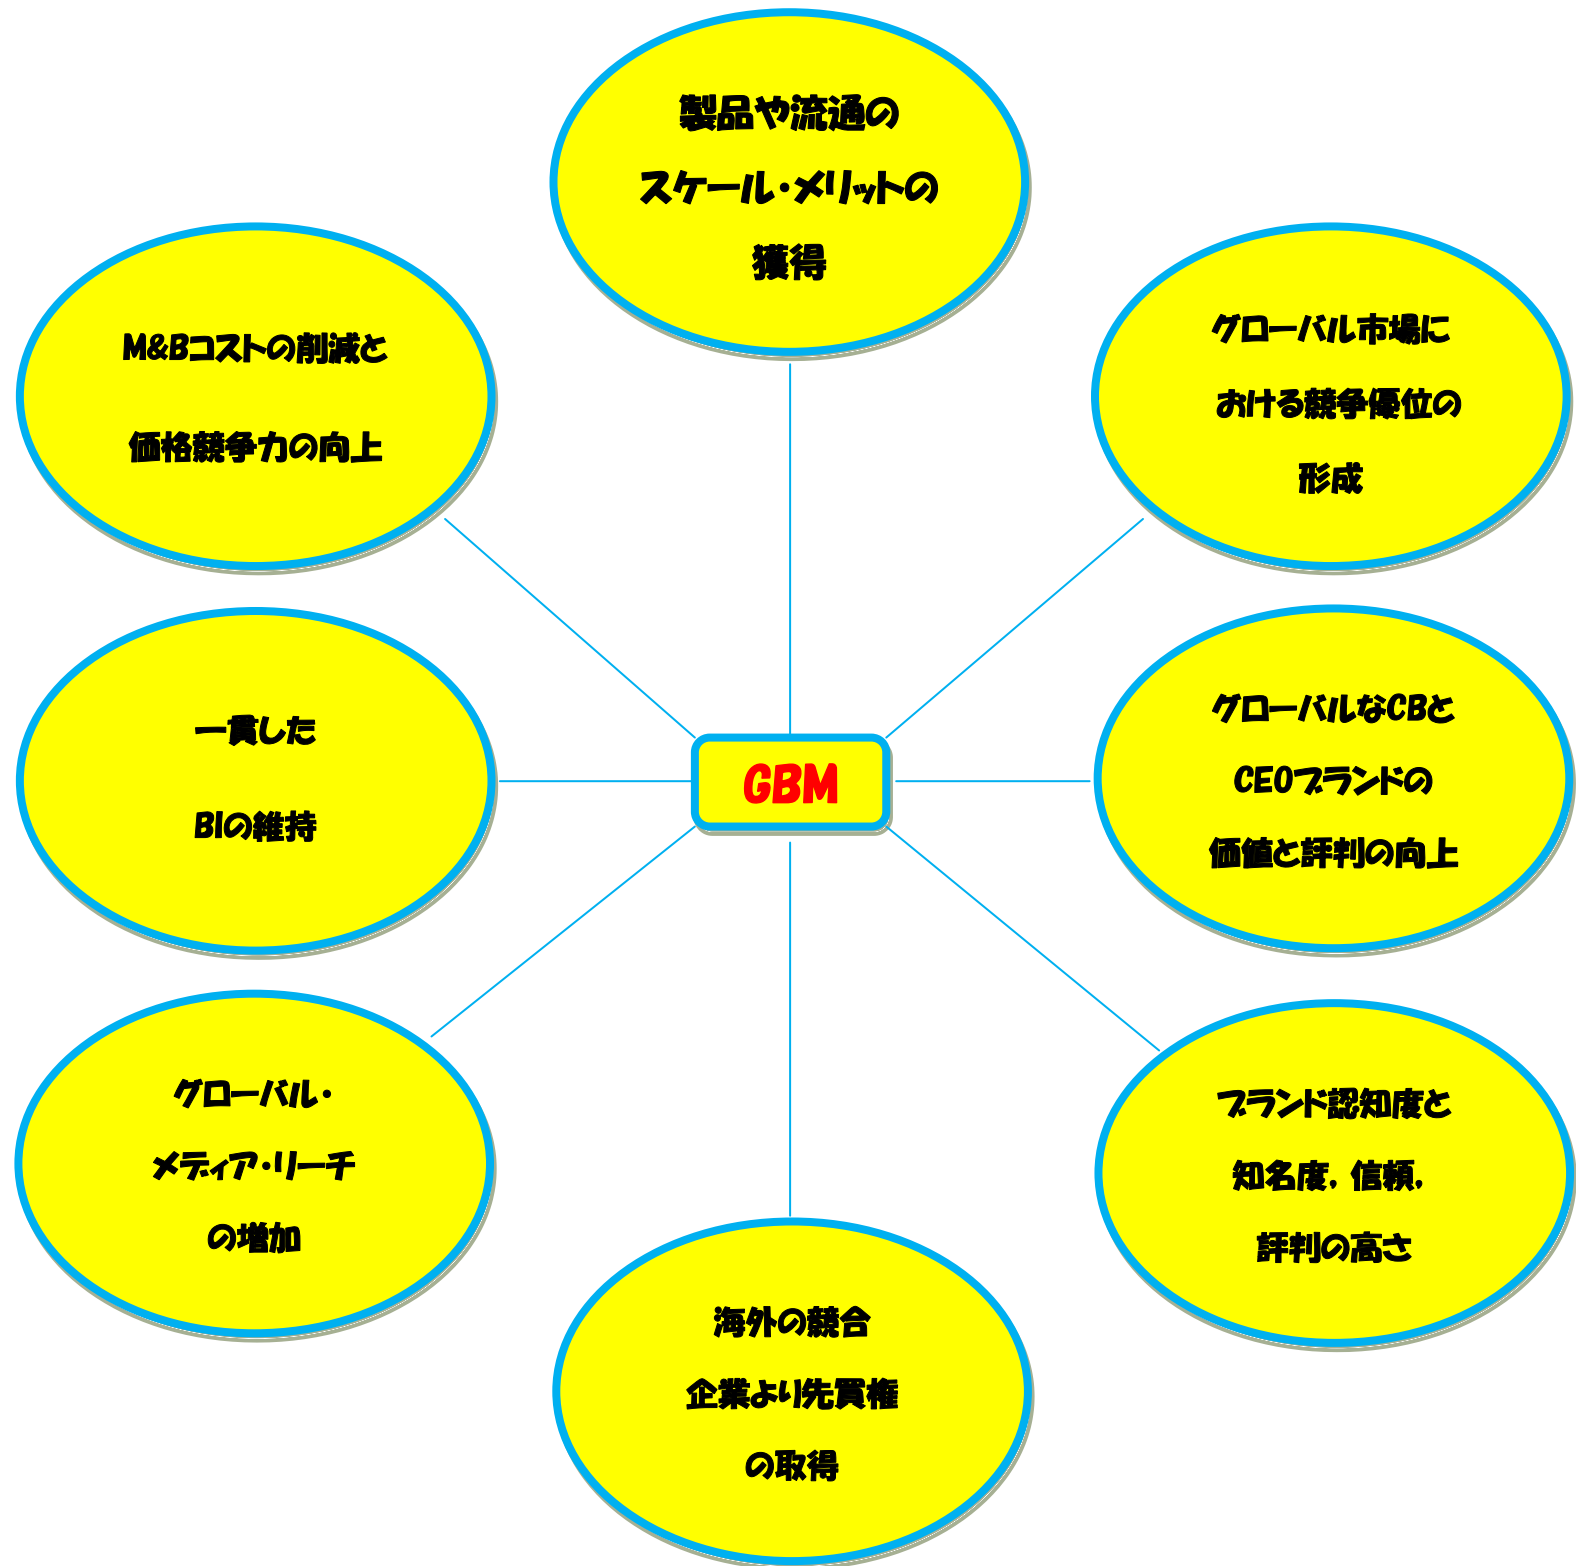 製品や流通の
スケール・メリットの
獲得
グローバル市場に
おける競争優位の
形成
M&Bコストの削減と
価格競争力の向上
一貫した
BIの維持
GBM
グローバルなCBと
CEOブランドの
価値と評判の向上
グローバル・
メディア・リーチ
の増加
ブランド認知度と
知名度，信頼，
評判の高さ
海外の競合
企業より先買権
の取得